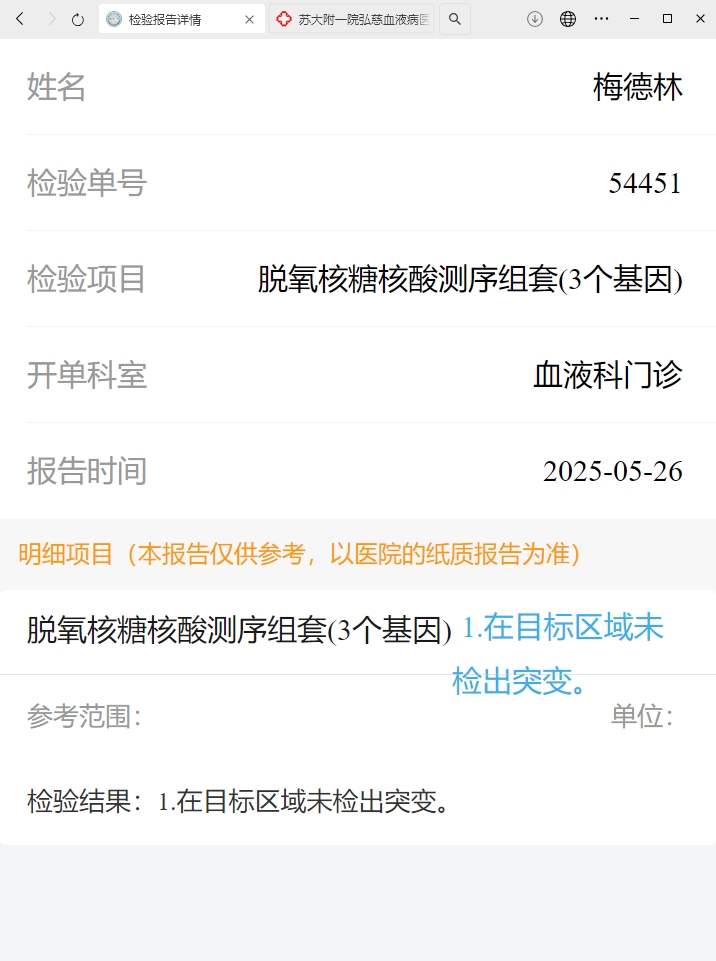 检验报告详情
苏大附一院弘慈血液病医
姓名 梅德林
检验单号 54451
检验项目 脱氧核糖核酸测序组套(3个基因)
开单科室 血液科门诊
报告时间 2025-05-26
明细项目（本报告仅供参考，以医院的纸质报告为准）
脱氧核糖核酸测序组套(3个基因) 1.在目标区域未
检出突变。
参考范围： 单位：
检验结果：1.在目标区域未检出突变。